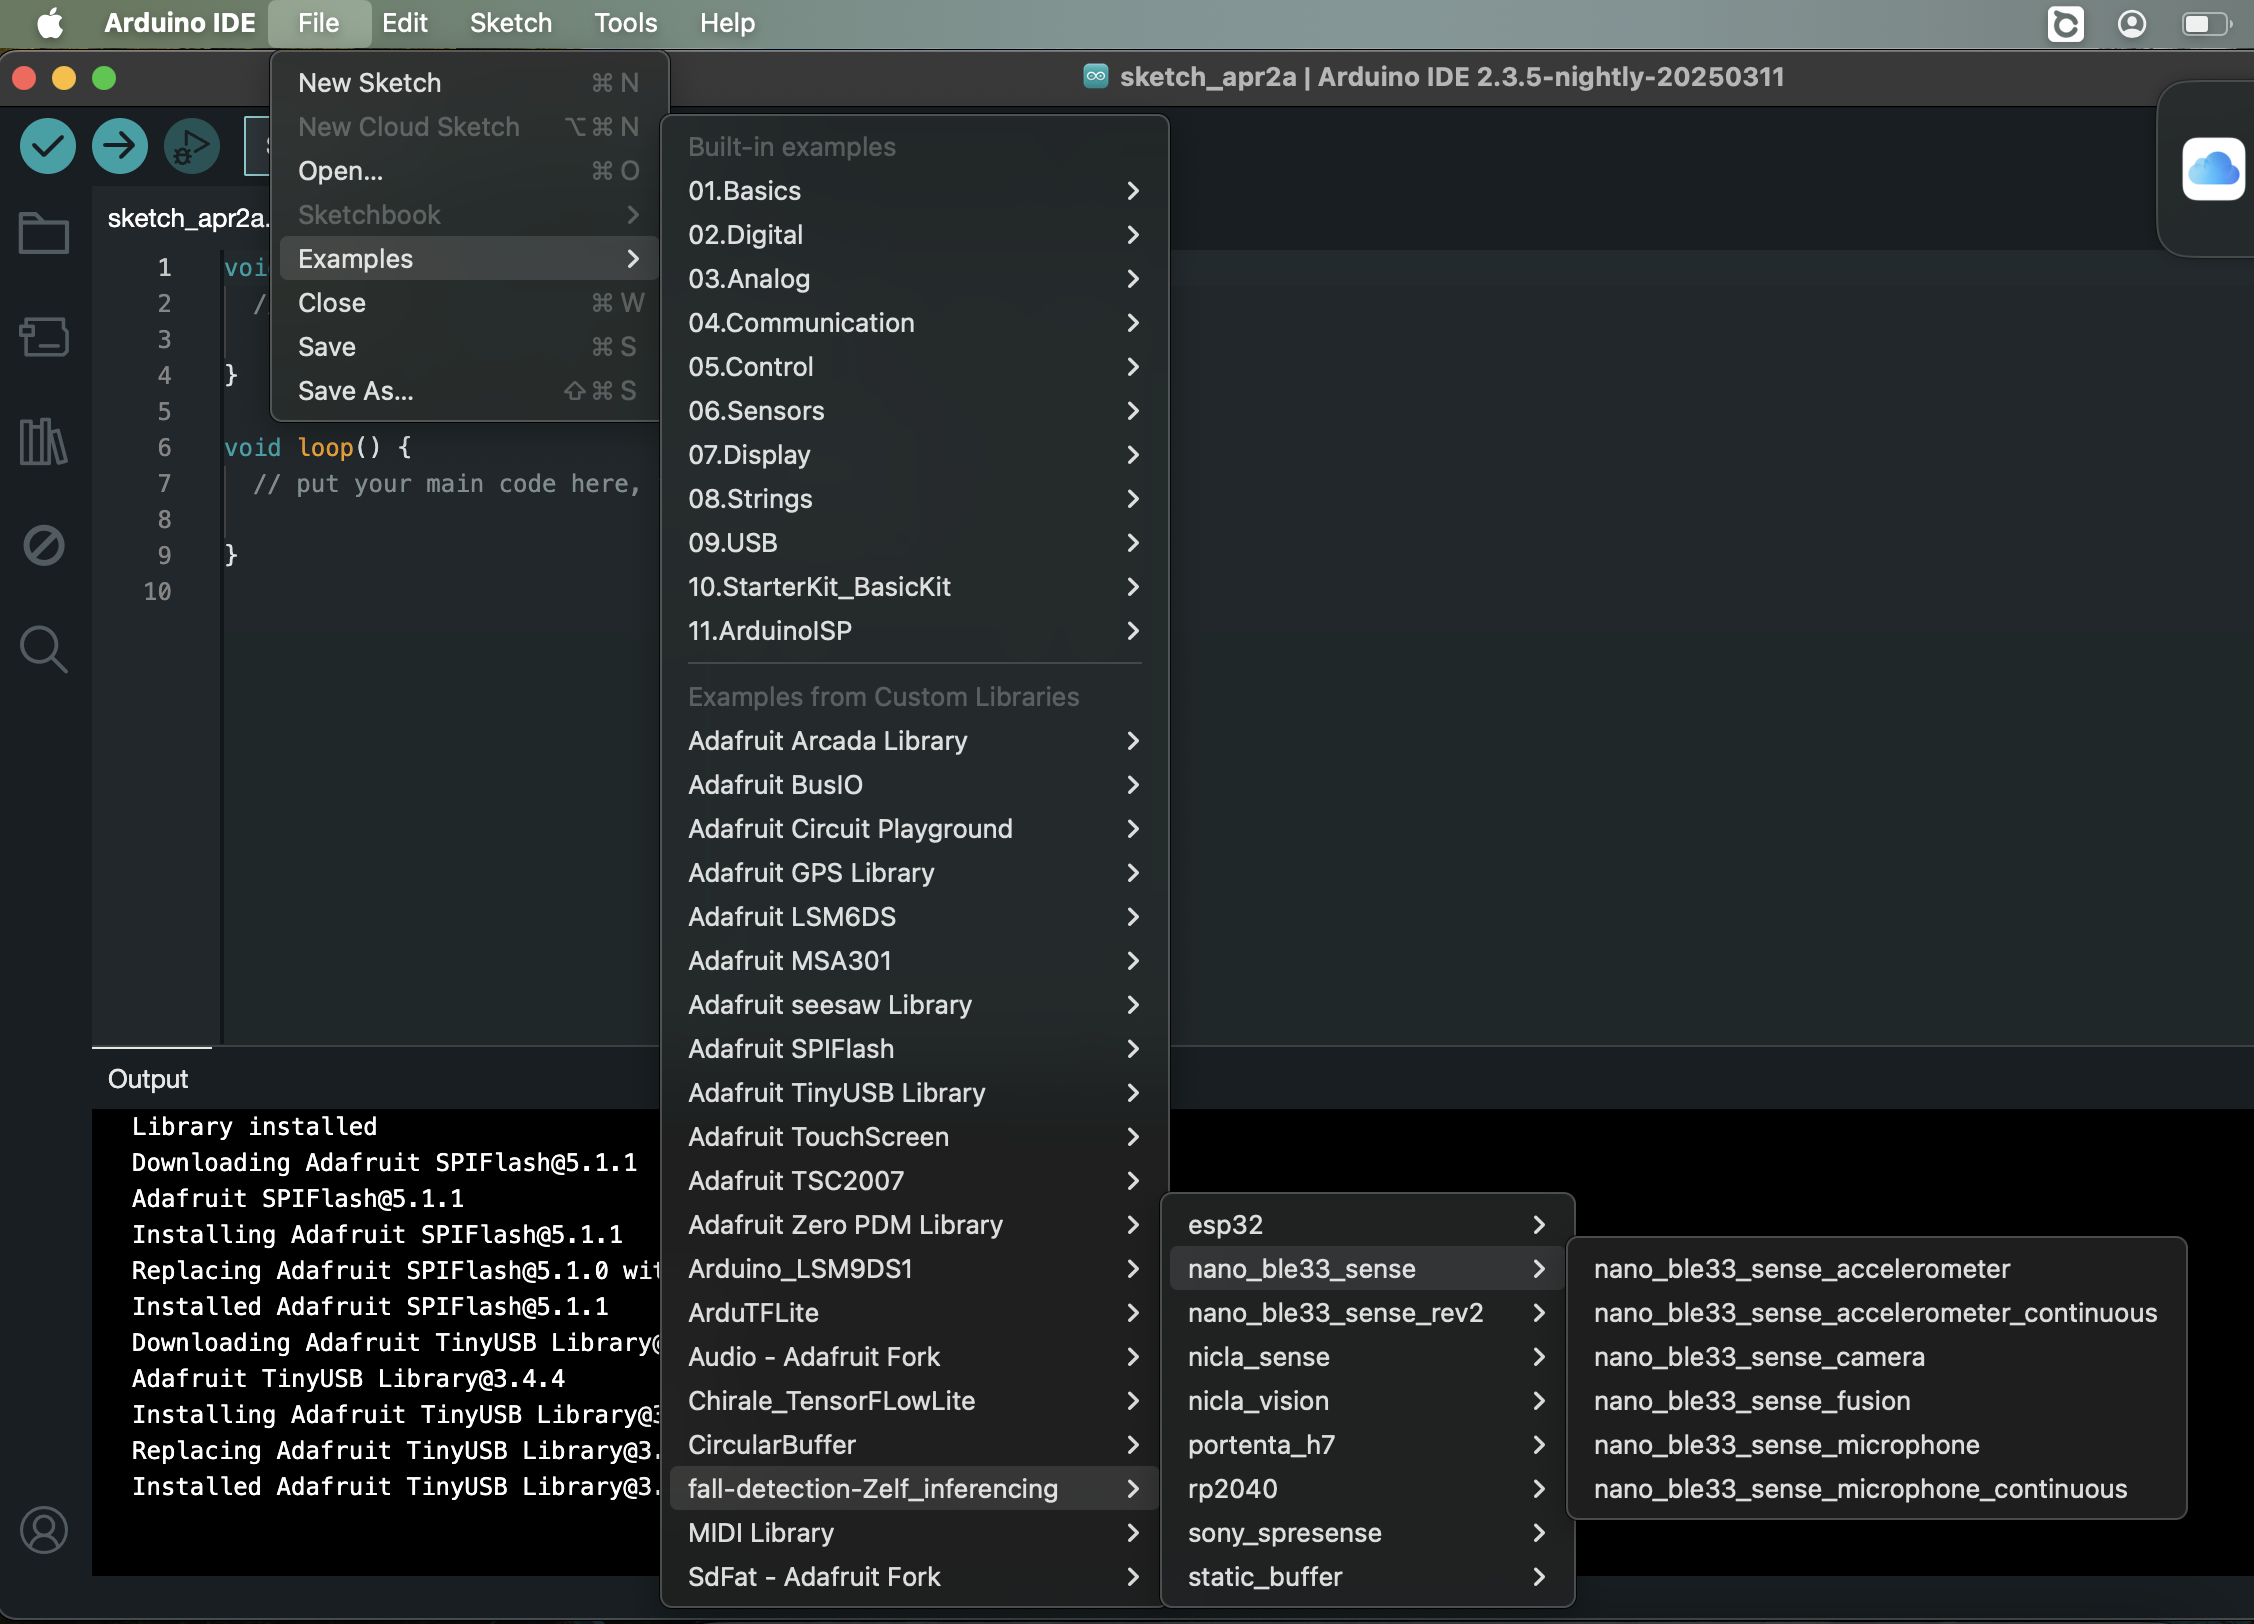 Arduino IDE File Edit Sketch Tools Help
sketch_apr2a | Arduino IDE 2.3.5-nightly-20250311
New Sketch ⌘ N
New Cloud Sketch ⌥ ⌘ N
Open... ⌘ O
Sketchbook
Examples
Close ⌘ W
Save ⌘ S
Save As... ⇧ ⌘ S
sketch_apr2a.
1 voi
2 /
3
4 }
5
6 void loop() {
7 // put your main code here,
8
9 }
10
Built-in examples
01.Basics
02.Digital
03.Analog
04.Communication
05.Control
06.Sensors
07.Display
08.Strings
09.USB
10.StarterKit_BasicKit
11.ArduinoISP
Examples from Custom Libraries
Adafruit Arcada Library
Adafruit BusIO
Adafruit Circuit Playground
Adafruit GPS Library
Adafruit LSM6DS
Adafruit MSA301
Adafruit seesaw Library
Adafruit SPIFlash
Adafruit TinyUSB Library
Adafruit TouchScreen
Adafruit TSC2007
Adafruit Zero PDM Library
Arduino_LSM9DS1
ArduTFLite
Audio - Adafruit Fork
Chirale_TensorFLowLite
CircularBuffer
fall-detection-Zelf_inferencing
MIDI Library
SdFat - Adafruit Fork
esp32
nano_ble33_sense
nano_ble33_sense_rev2
nicla_sense
nicla_vision
portenta_h7
rp2040
sony_spresense
static_buffer
nano_ble33_sense_accelerometer
nano_ble33_sense_accelerometer_continuous
nano_ble33_sense_camera
nano_ble33_sense_fusion
nano_ble33_sense_microphone
nano_ble33_sense_microphone_continuous
Output
Library installed
Downloading Adafruit SPIFlash@5.1.1
Adafruit SPIFlash@5.1.1
Installing Adafruit SPIFlash@5.1.1
Replacing Adafruit SPIFlash@5.1.0 wit
Installed Adafruit SPIFlash@5.1.1
Downloading Adafruit TinyUSB Library@
Adafruit TinyUSB Library@3.4.4
Installing Adafruit TinyUSB Library@3
Replacing Adafruit TinyUSB Library@3.
Installed Adafruit TinyUSB Library@3.